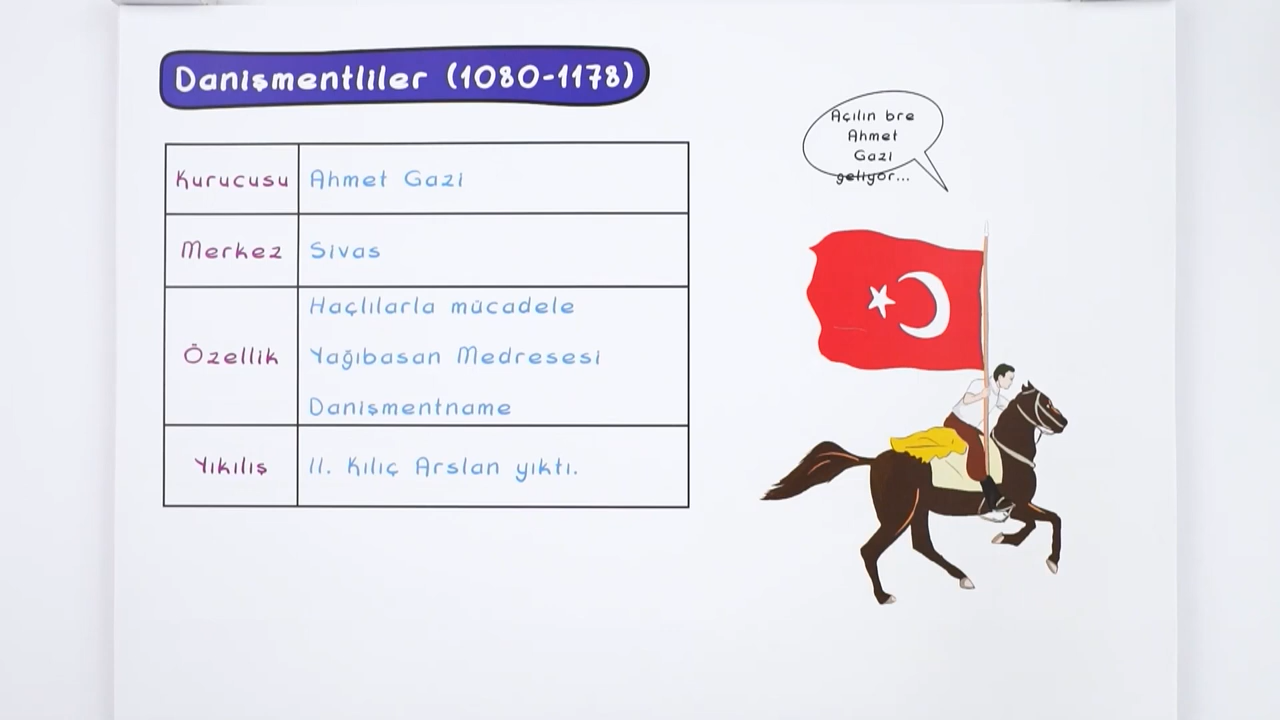 Danişmentliler (1080-1178)
Kurucusu Ahmet Gazi
Merkez Sivas
Özellik Haçlılarla mücadele
Yağıbasan Medresesi
Danişmentname
Yıkılış II. Kılıç Arslan yıktı.
Açılın bre
Ahmet
Gazi
geliyor...